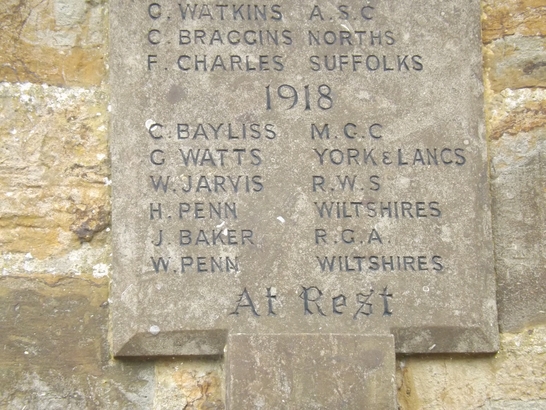 G. WATKINS A.S.C
C. BRAGGINS NORTHS
F. CHARLES SUFFOLKS
1918
C. BAYLISS M.G.C
G WATTS YORK & LANCS
W. JARVIS R.W.S
H. PENN WILTSHIRES
J. BAKER R.G.A.
W. PENN WILTSHIRES
At Rest